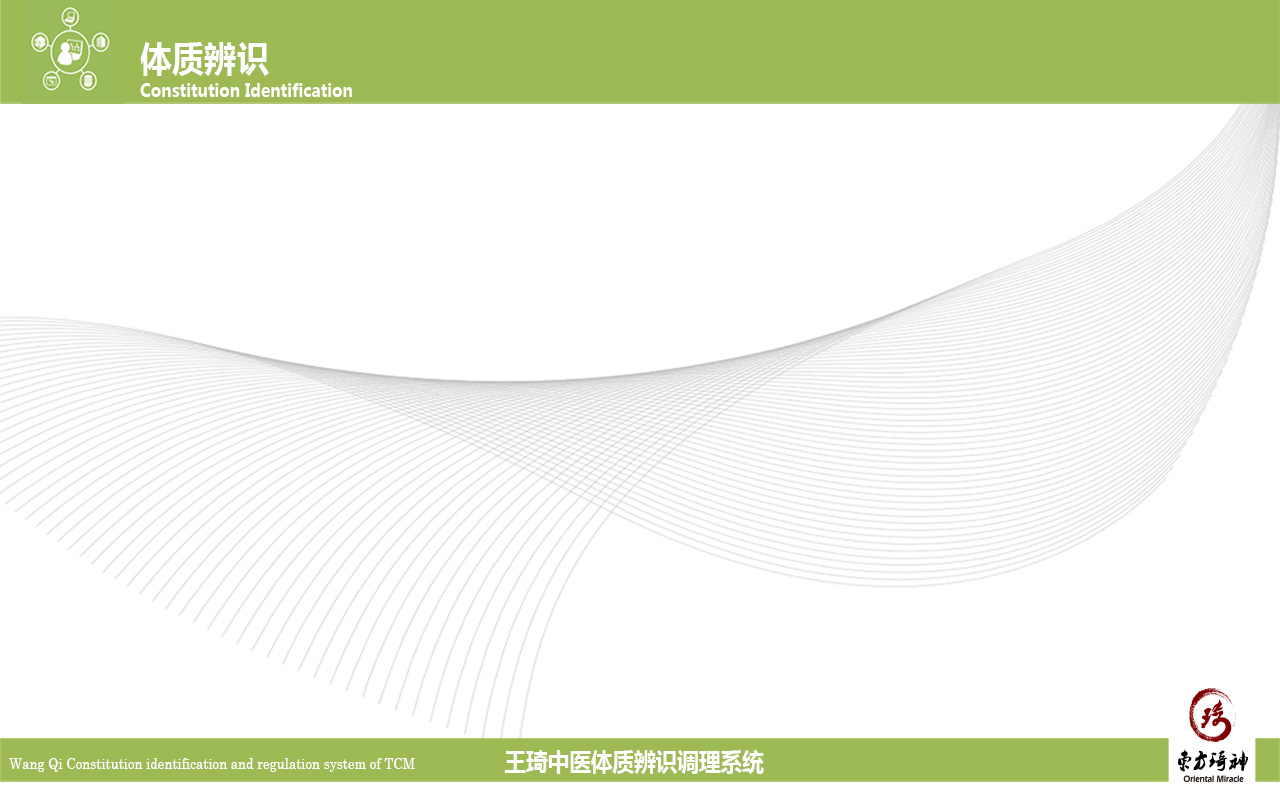 体质辨识
Constitution Identification
Wang Qi Constitution identification and regulation system of TCM
王琦中医体质辨识调理系统
琦
东方琦神
Oriental Miracle